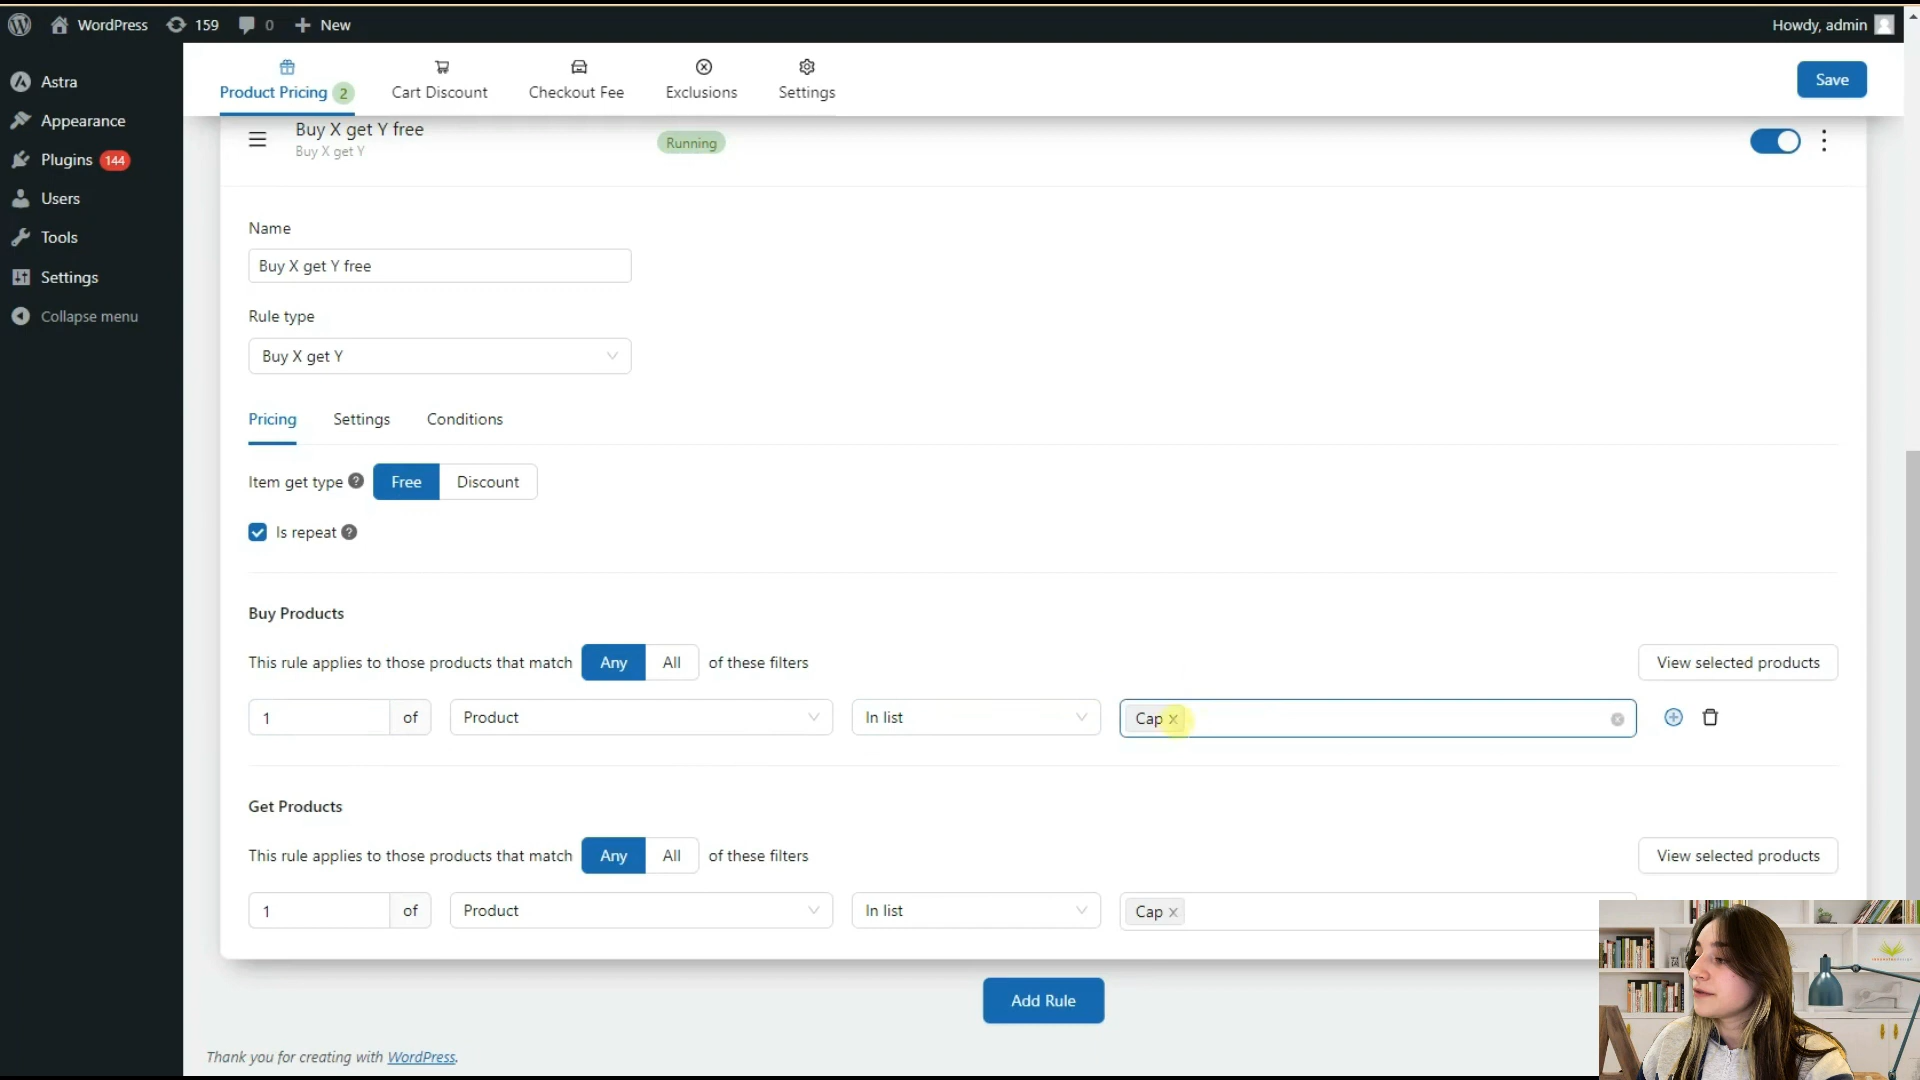 WordPress 159 0 New Howdy, admin
Astra
Appearance
Plugins 144
Users
Tools
Settings
Collapse menu
Product Pricing 2 Cart Discount Checkout Fee Exclusions Settings
Save
Buy X get Y free
Buy X get Y
Running
Name
Buy X get Y free
Rule type
Buy X get Y
Pricing Settings Conditions
Item get type Free Discount
Is repeat
Buy Products
This rule applies to those products that match Any All of these filters View selected products
1 of Product In list Cap
Get Products
This rule applies to those products that match Any All of these filters View selected products
1 of Product In list Cap
Add Rule
Thank you for creating with WordPress.